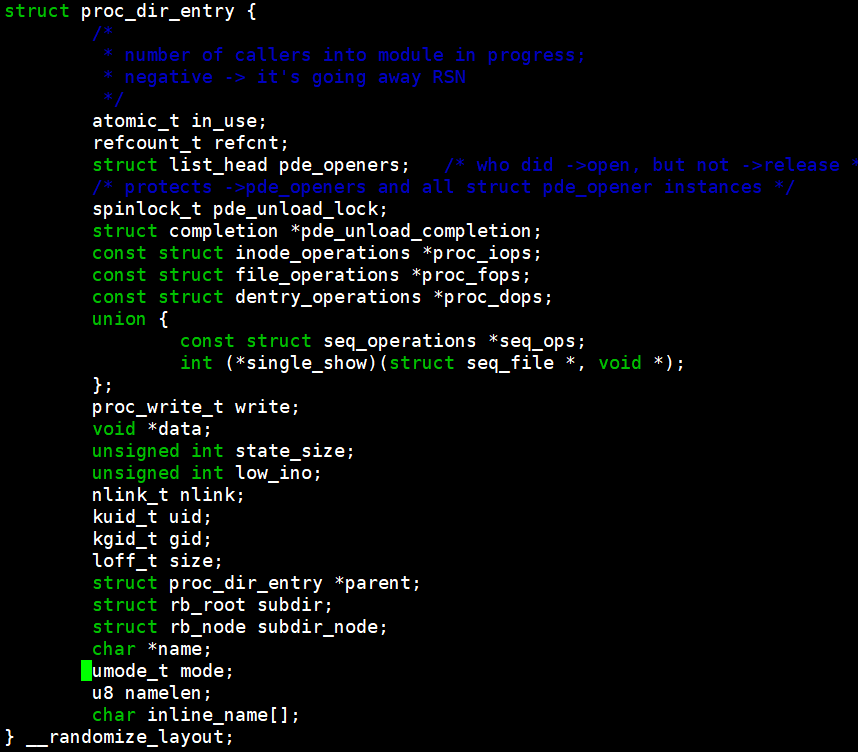 struct proc_dir_entry {
/*
* number of callers into module in progress;
* negative -> it's going away RSN
*/
atomic_t in_use;
refcount_t refcnt;
struct list_head pde_openers;   /* who did ->open, but not ->release *
/* protects ->pde_openers and all struct pde_opener instances */
spinlock_t pde_unload_lock;
struct completion *pde_unload_completion;
const struct inode_operations *proc_iops;
const struct file_operations *proc_fops;
const struct dentry_operations *proc_dops;
union {
const struct seq_operations *seq_ops;
int (*single_show)(struct seq_file *, void *);
};
proc_write_t write;
void *data;
unsigned int state_size;
unsigned int low_ino;
nlink_t nlink;
kuid_t uid;
kgid_t gid;
loff_t size;
struct proc_dir_entry *parent;
struct rb_root subdir;
struct rb_node subdir_node;
char *name;
umode_t mode;
u8 namelen;
char inline_name[];
} __randomize_layout;